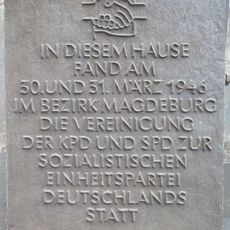 IN DIESEM HAUSE
FAND AM
30. UND 31. MÄRZ 1946
IM BEZIRK MAGDEBURG
DIE VEREINIGUNG
DER KPD UND SPD ZUR
SOZIALISTISCHEN
EINHEITSPARTEI
DEUTSCHLANDS
STATT